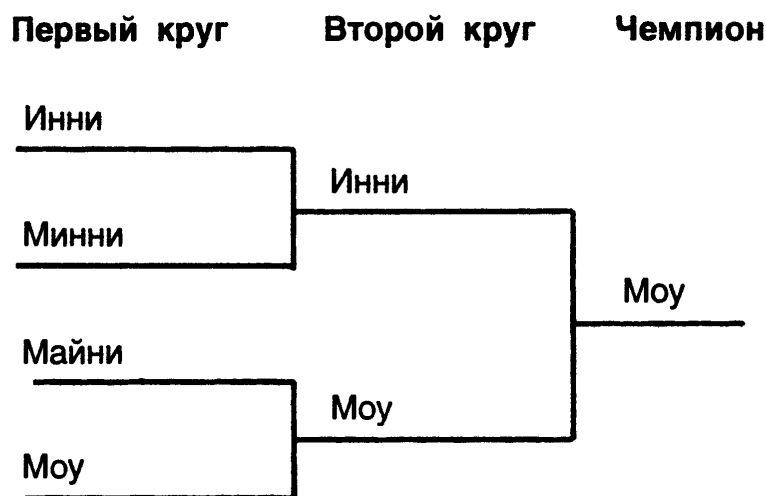 Первый круг Второй круг Чемпион
Инни
Инни
Минни
Моу
Майни
Моу
Моу